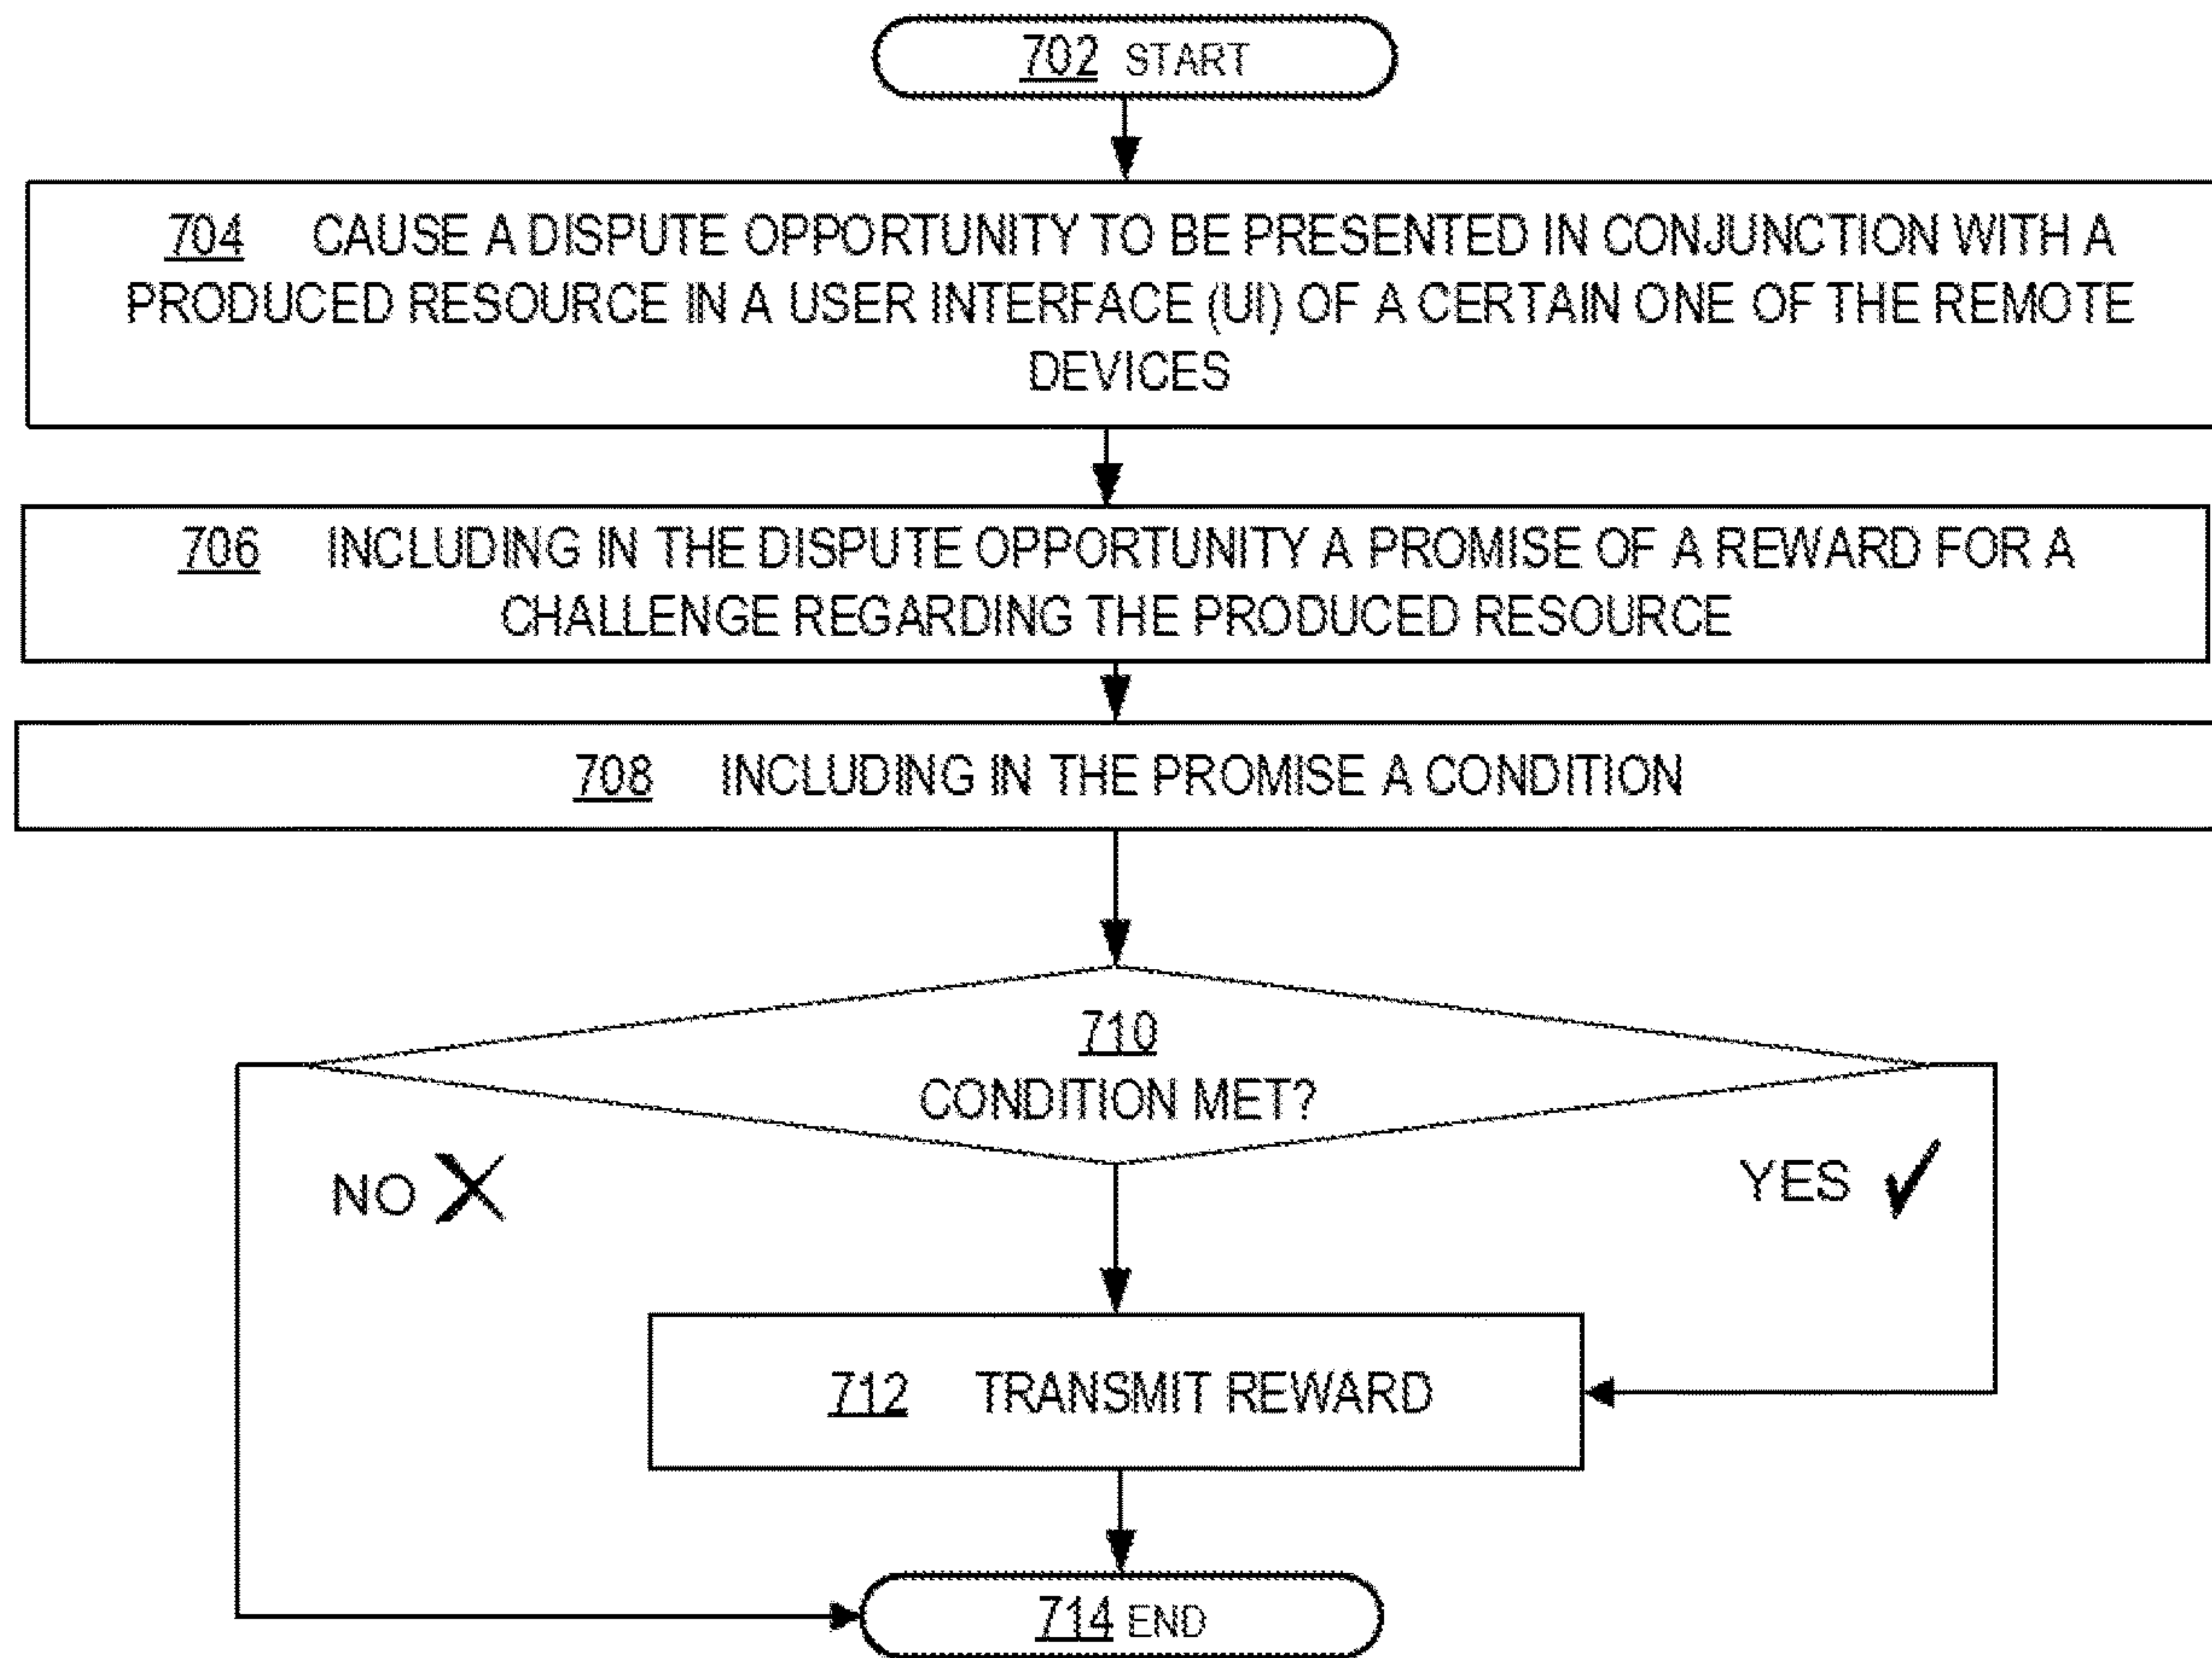 702 START
704 CAUSE A DISPUTE OPPORTUNITY TO BE PRESENTED IN CONJUNCTION WITH A
PRODUCED RESOURCE IN A USER INTERFACE (UI) OF A CERTAIN ONE OF THE REMOTE
DEVICES
706 INCLUDING IN THE DISPUTE OPPORTUNITY A PROMISE OF A REWARD FOR A
CHALLENGE REGARDING THE PRODUCED RESOURCE
708 INCLUDING IN THE PROMISE A CONDITION
710
CONDITION MET?
NO
YES
712 TRANSMIT REWARD
714 END